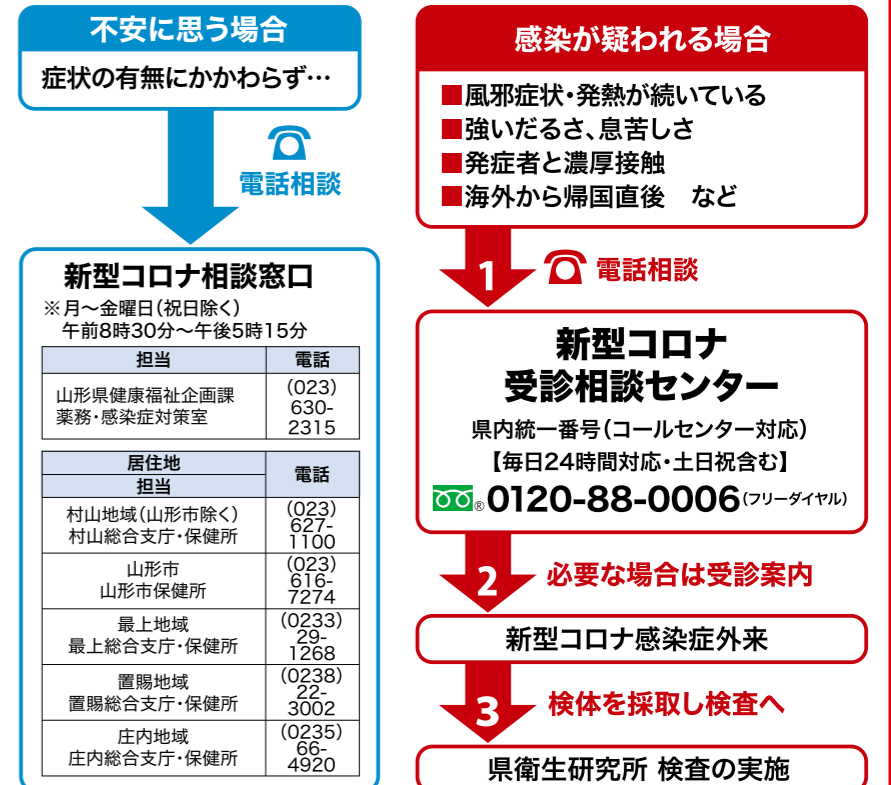 不安に思う場合
症状の有無にかかわらず…
電話相談
新型コロナ相談窓口
※月～金曜日(祝日除く)
午前8時30分～午後5時15分
担当 電話
山形県健康福祉企画課
薬務・感染症対策室
(023)
630-
2315
居住地
担当
電話
村山地域(山形市除く)
村山総合支庁・保健所
(023)
627-
1100
山形市
山形市保健所
(023)
616-
7274
最上地域
最上総合支庁・保健所
(0233)
29-
1268
置賜地域
置賜総合支庁・保健所
(0238)
22-
3002
庄内地域
庄内総合支庁・保健所
(0235)
66-
4920
感染が疑われる場合
■風邪症状・発熱が続いている
■強いだるさ、息苦しさ
■発症者と濃厚接触
■海外から帰国直後　など
1 電話相談
新型コロナ
受診相談センター
県内統一番号(コールセンター対応)
【毎日24時間対応・土日祝含む】
®0120-88-0006(フリーダイヤル)
2 必要な場合は受診案内
新型コロナ感染症外来
3 検体を採取し検査へ
県衛生研究所 検査の実施